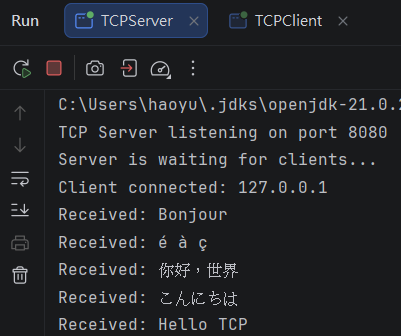 Run TCPServer TCPClient
C:\Users\haoyu\.jdks\openjdk-21.0.2
TCP Server listening on port 8080
Server is waiting for clients...
Client connected: 127.0.0.1
Received: Bonjour
Received: é à ç
Received: 你好，世界
Received: こんにちは
Received: Hello TCP